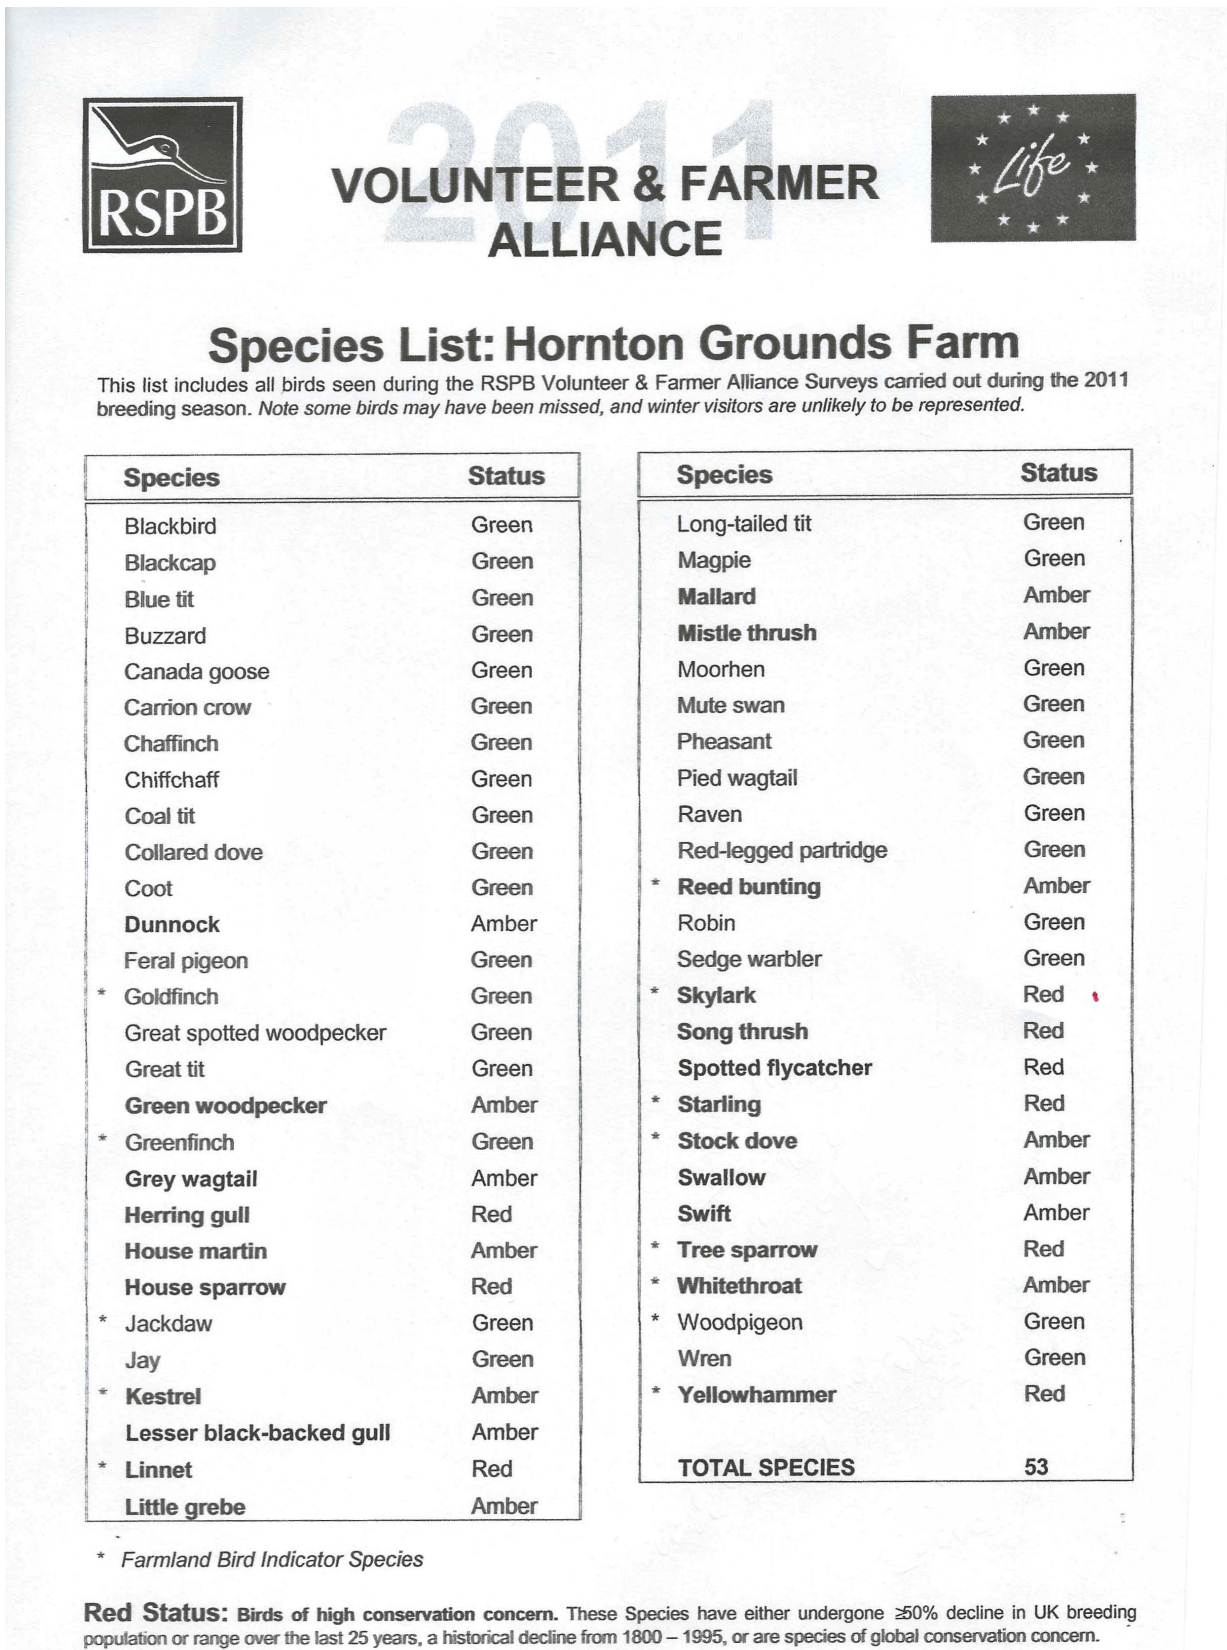 2011
RSPB
VOLUNTEER & FARMER
ALLIANCE
Life
Species List: Hornton Grounds Farm
This list includes all birds seen during the RSPB Volunteer & Farmer Alliance Surveys carried out during the 2011
breeding season. Note some birds may have been missed, and winter visitors are unlikely to be represented.
Species Status
Blackbird Green
Blackcap Green
Blue tit Green
Buzzard Green
Canada goose Green
Carrion crow Green
Chaffinch Green
Chiffchaff Green
Coal tit Green
Collared dove Green
Coot Green
Dunnock Amber
Feral pigeon Green
* Goldfinch Green
Great spotted woodpecker Green
Great tit Green
Green woodpecker Amber
* Greenfinch Green
Grey wagtail Amber
Herring gull Red
House martin Amber
House sparrow Red
* Jackdaw Green
Jay Green
* Kestrel Amber
Lesser black-backed gull Amber
* Linnet Red
Little grebe Amber
Species Status
Long-tailed tit Green
Magpie Green
Mallard Amber
Mistle thrush Amber
Moorhen Green
Mute swan Green
Pheasant Green
Pied wagtail Green
Raven Green
Red-legged partridge Green
* Reed bunting Amber
Robin Green
Sedge warbler Green
* Skylark Red
Song thrush Red
Spotted flycatcher Red
* Starling Red
* Stock dove Amber
Swallow Amber
Swift Amber
* Tree sparrow Red
* Whitethroat Amber
* Woodpigeon Green
Wren Green
* Yellowhammer Red
TOTAL SPECIES 53
* Farmland Bird Indicator Species
Red Status: Birds of high conservation concern. These Species have either undergone ≥50% decline in UK breeding
population or range over the last 25 years, a historical decline from 1800 – 1995, or are species of global conservation concern.